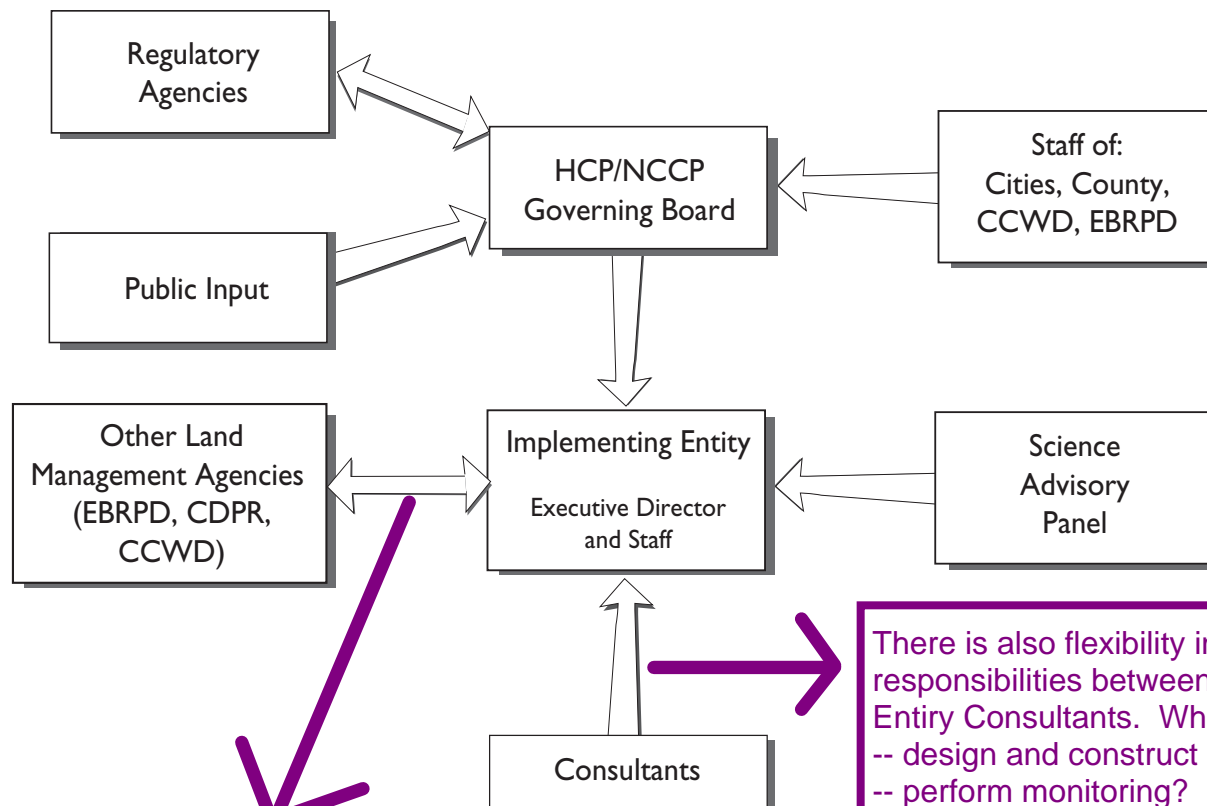 Regulatory
Agencies
HCP/NCCP
Governing Board
Staff of:
Cities, County,
CCWD, EBRPD
Public Input
Other Land
Management Agencies
(EBRPD, CDPR,
CCWD)
Implementing Entity
Executive Director
and Staff
Science
Advisory
Panel
Consultants
There is also flexibility
responsibilities between
Entiry Consultants.
-- design and construct
-- perform monitoring?